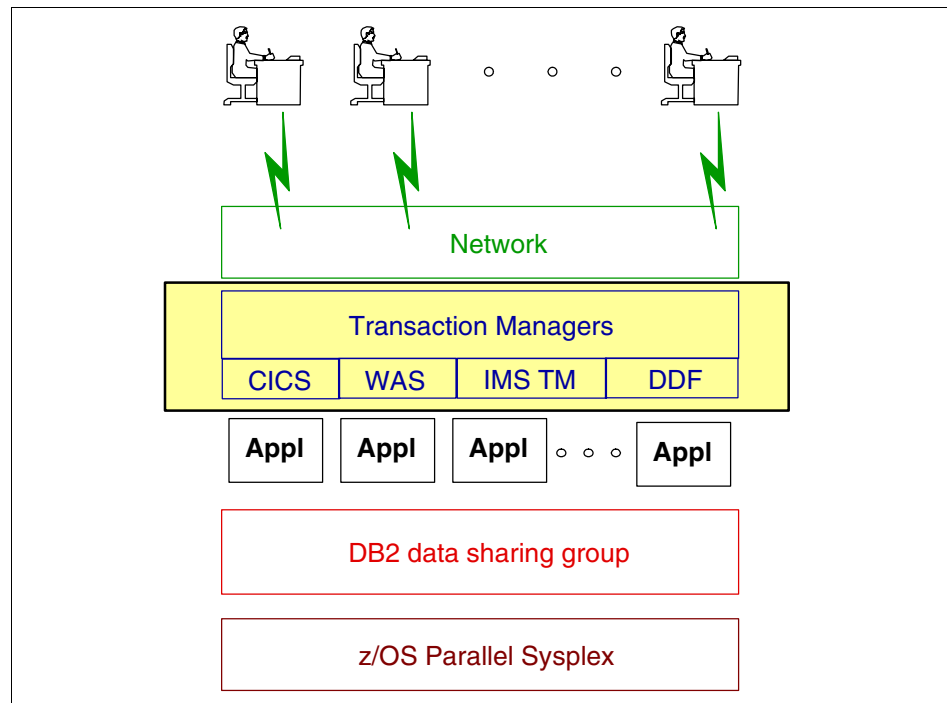 Network
Transaction Managers
CICS WAS IMS TM DDF
Appl Appl Appl Appl
DB2 data sharing group
z/OS Parallel Sysplex